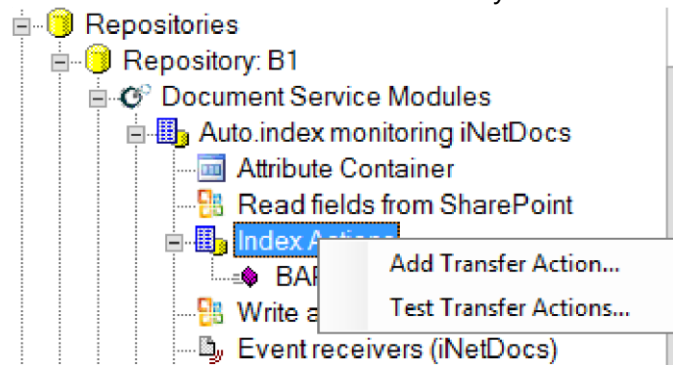 Repositories
Repository: B1
Document Service Modules
Auto.index monitoring iNetDocs
Attribute Container
Read fields from SharePoint
Index Actions
Add Transfer Action...
Test Transfer Actions...
Write
Event receivers (iNetDocs)